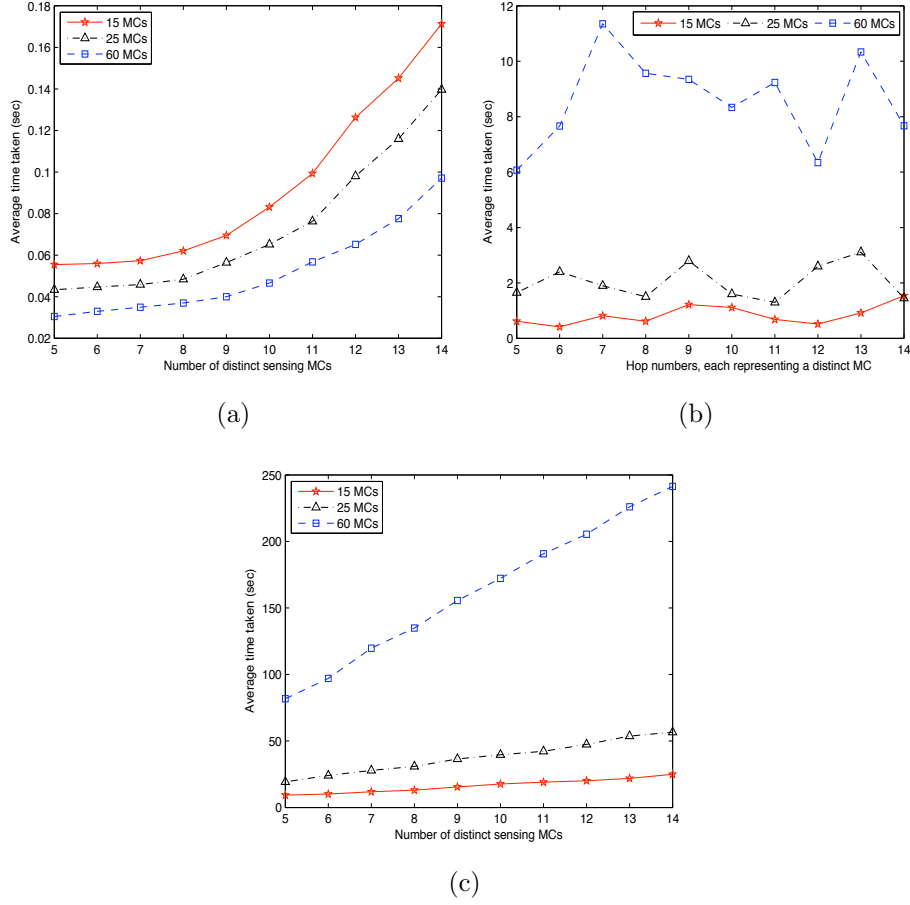 0.18
0.16
0.14
0.12
0.1
0.08
0.06
0.04
0.02
Average time taken (sec)
15 MCs
25 MCs
60 MCs
5 6 7 8 9 10 11 12 13 14
Number of distinct sensing MCs
(a)
12
10
8
6
4
2
0
Average time taken (sec)
15 MCs 25 MCs 60 MCs
5 6 7 8 9 10 11 12 13 14
Hop numbers, each representing a distinct MC
(b)
250
200
150
100
50
0
Average time taken (sec)
15 MCs
25 MCs
60 MCs
5 6 7 8 9 10 11 12 13 14
Number of distinct sensing MCs
(c)